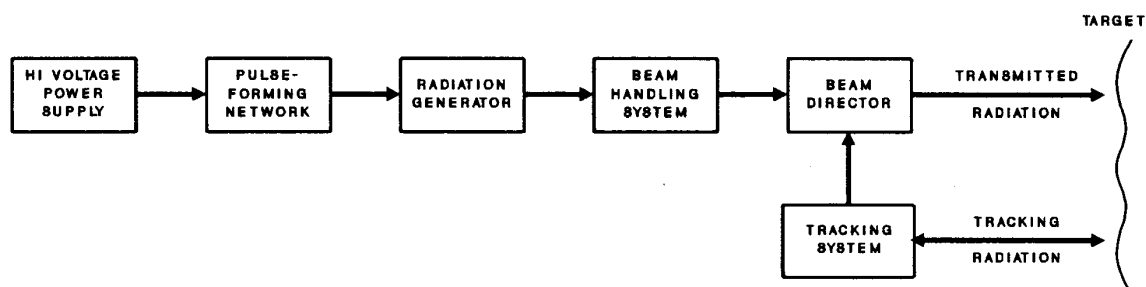 TARGET
HI VOLTAGE
POWER
SUPPLY
PULSE-
FORMING
NETWORK
RADIATION
GENERATOR
BEAM
HANDLING
SYSTEM
BEAM
DIRECTOR
TRANSMITTED
RADIATION
TRACKING
SYSTEM
TRACKING
RADIATION